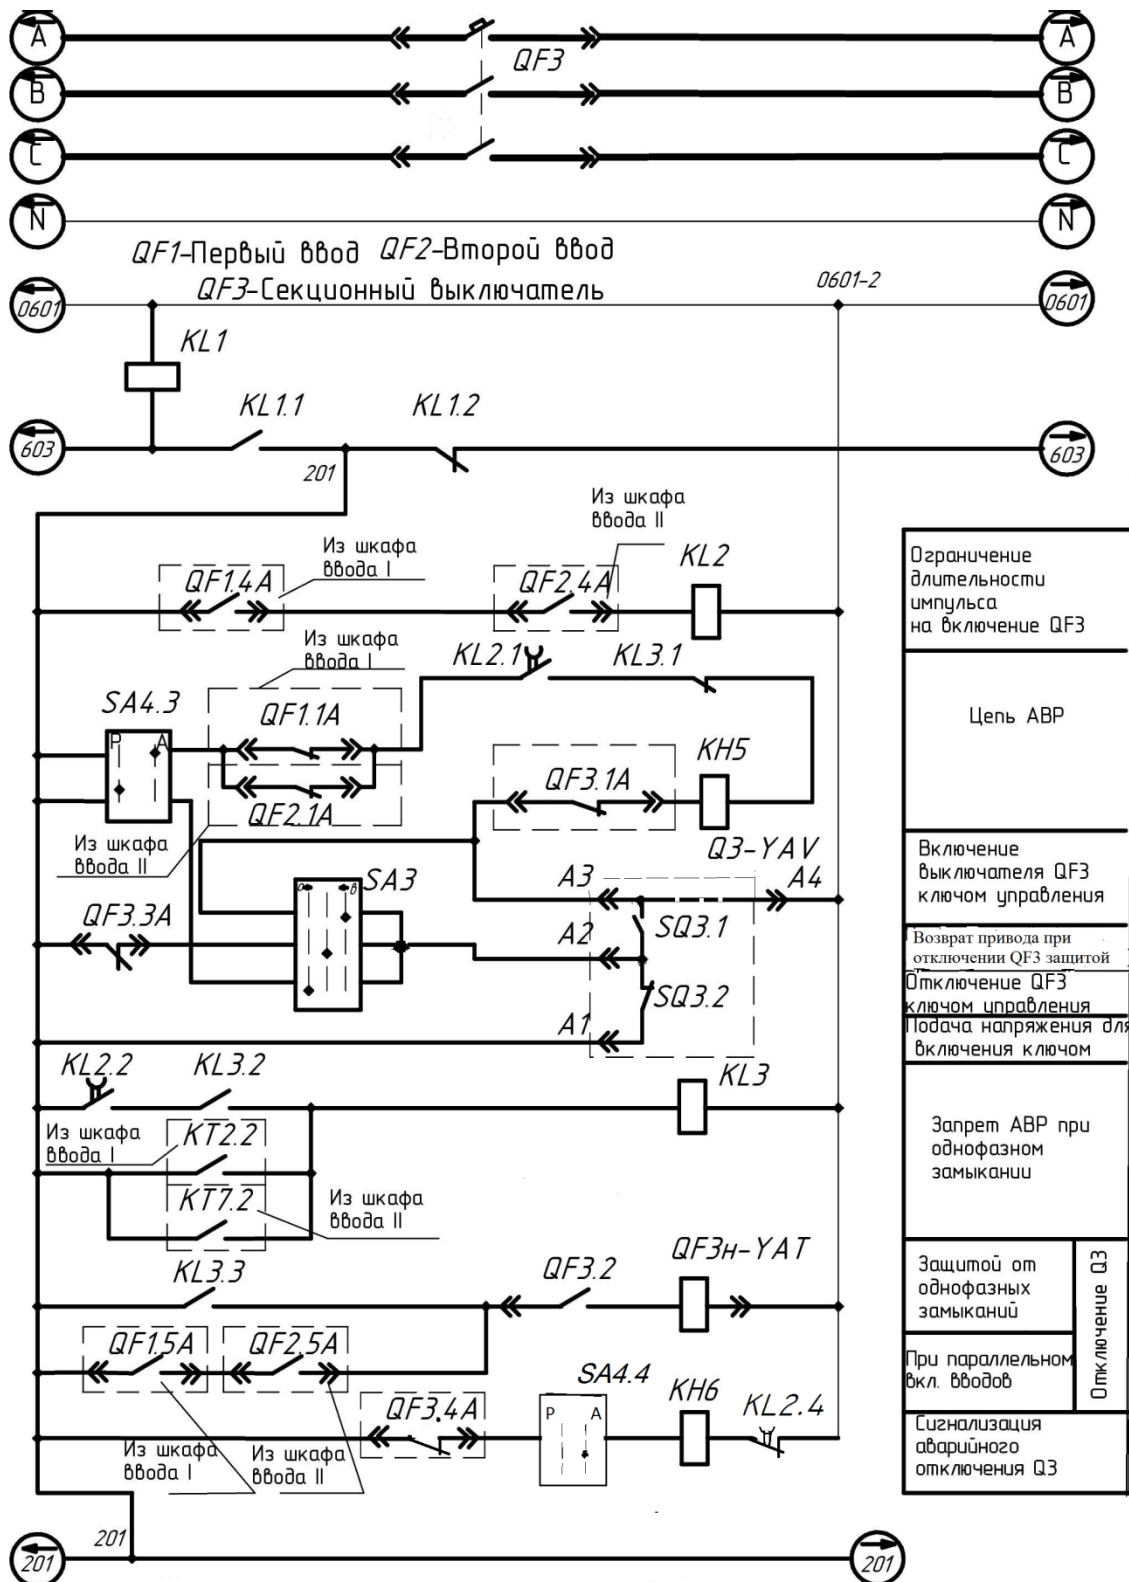 A
A
QF3
B
B
C
C
N
N
QF1-Первый ввод QF2-Второй ввод
QF3-Секционный выключатель
0601-2
0601
0601
KL1
KL1.1
KL1.2
603
603
201
Из шкафа
ввода II
Из шкафа
ввода I
KL2
QF1.4A
QF2.4A
Ограничение
длительности
импульса
на включение QF3
Из шкафа
ввода I
KL2.1
KL3.1
SA4.3
P A
QF1.1A
Цепь АВР
QF3.1A
KH5
QF2.1A
Из шкафа
ввода II
Q3-YAV
Включение
выключателя QF3
ключом управления
SA3
о в
A3
A4
QF3.3A
A2
SQ3.1
Возврат привода при
отключении QF3 защитой
SQ3.2
Отключение QF3
ключом управления
A1
Подача напряжения для
включения ключом
KL2.2
KL3.2
KL3
Из шкафа
ввода I
KT2.2
Запрет АВР при
однофазном
замыкании
KT7.2
Из шкафа
ввода II
KL3.3
QF3.2
QF3н-YAT
Защитой от
однофазных
замыканий
Отключение Q3
QF1.5A
QF2.5A
При параллельном
вкл. вводов
SA4.4
P A
QF3.4A
KH6
KL2.4
Сигнализация
аварийного
отключения Q3
Из шкафа
ввода I
Из шкафа
ввода II
201
201
201